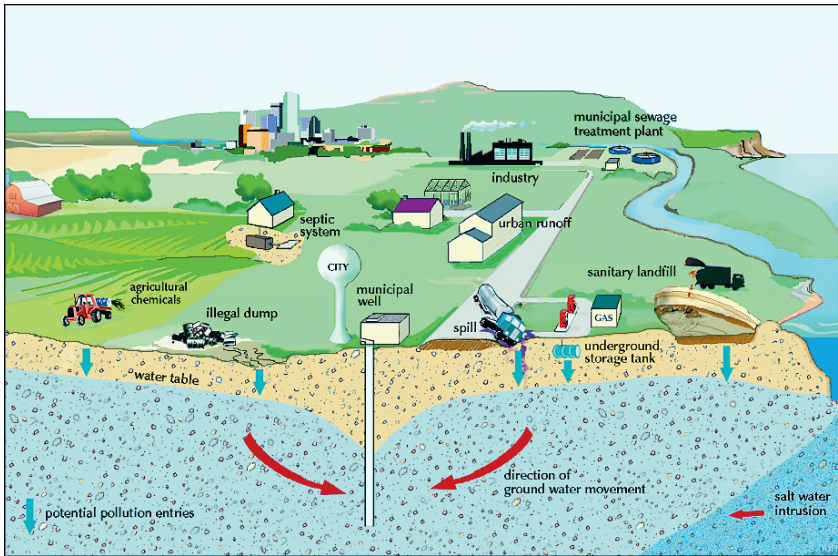 municipal sewage
treatment plant
industry
septic
system
urban runoff
CITY
sanitary landfill
agricultural
chemicals
municipal
well
illegal dump
spill
GAS
underground
storage tank
water table
direction of
ground water movement
salt water
intrusion
potential pollution entries